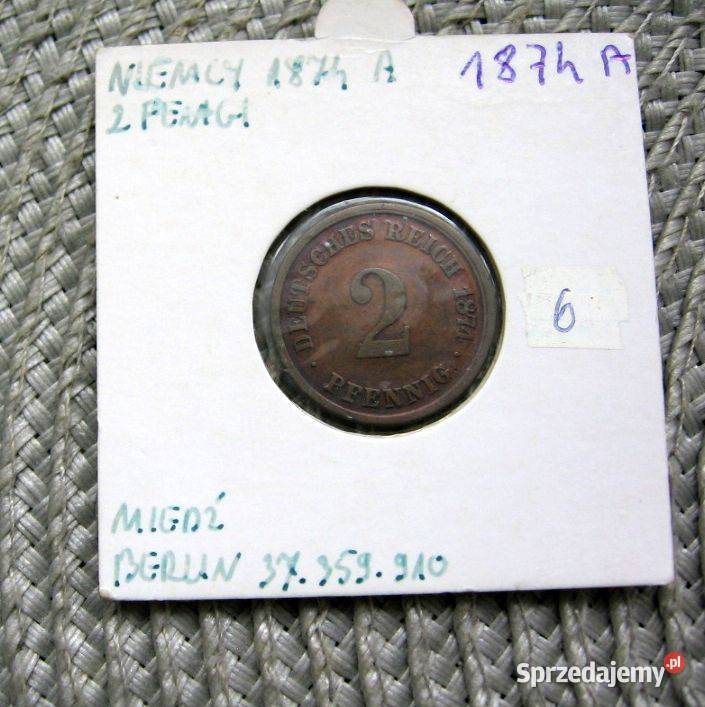 NIEMCY 1874 A
1874 A
2 FENIGI
DEUTSCHES REICH 1874
2
PFENNIG
6
MIEDŹ
BERLIN 37.359.910
Sprzedajemy.pl